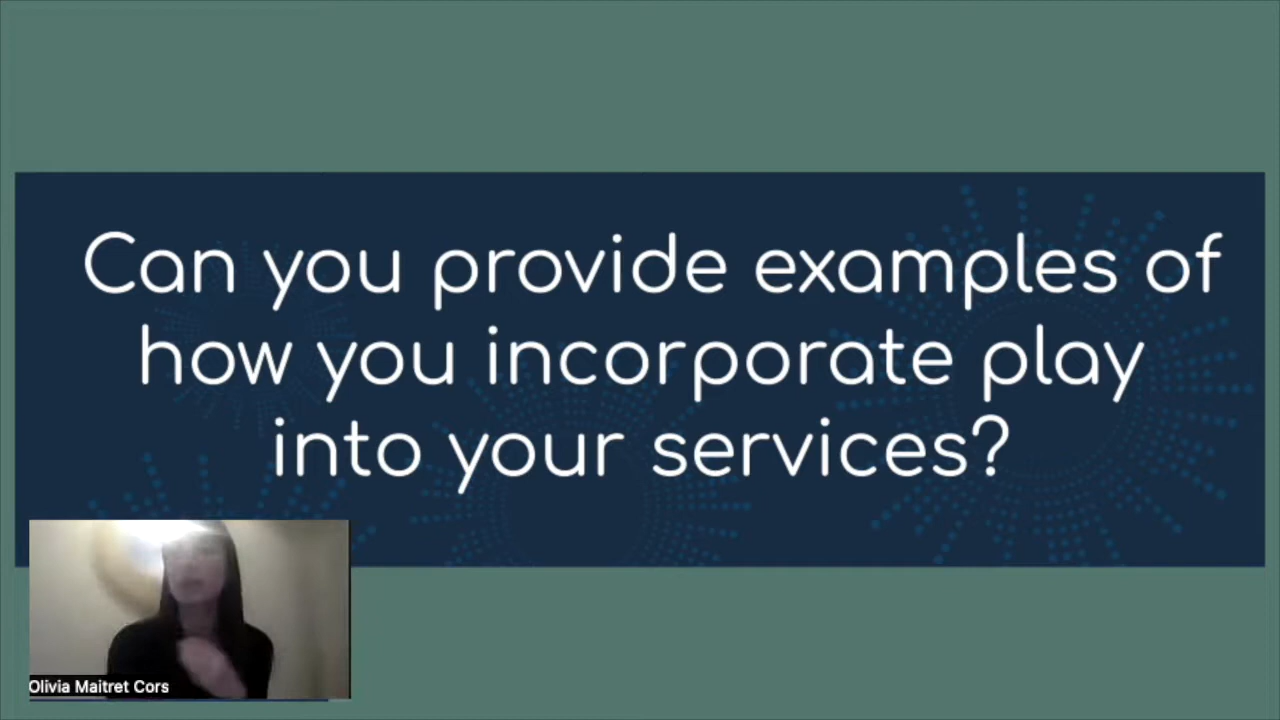 Can you provide examples of
how you incorporate play
into your services?
Olivia Maitret Cors